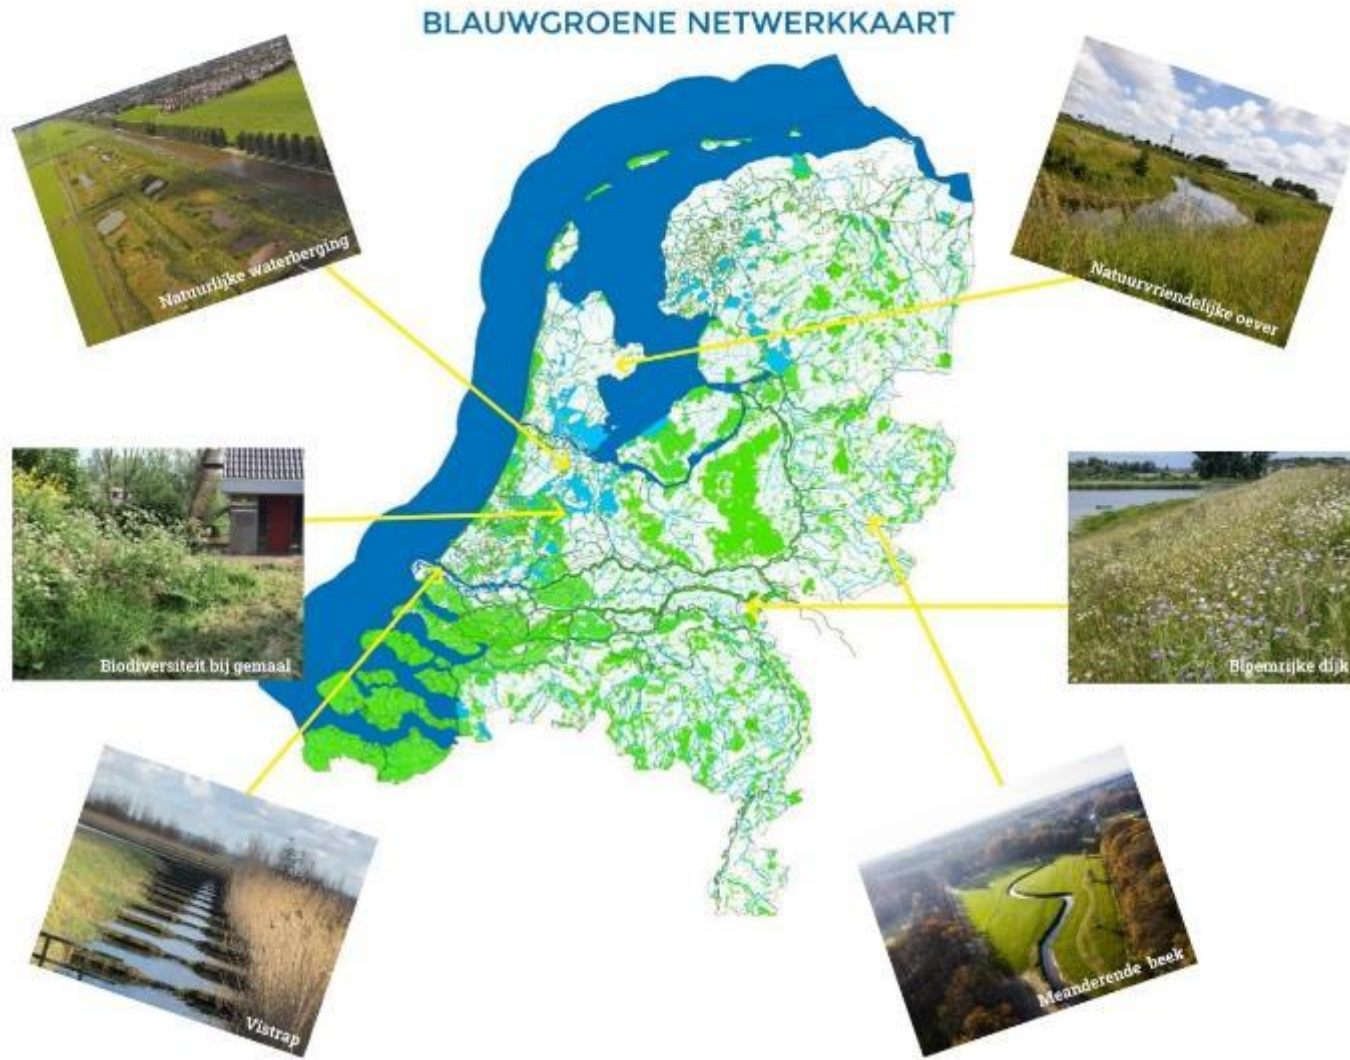 BLAUWGROENE NETWERKKAART
Natuurlijke waterberging
Natuurvriendelijke oever
Biodiversiteit bij gemaal
Bloemrijke dijk
Vistrap
Meanderende beek